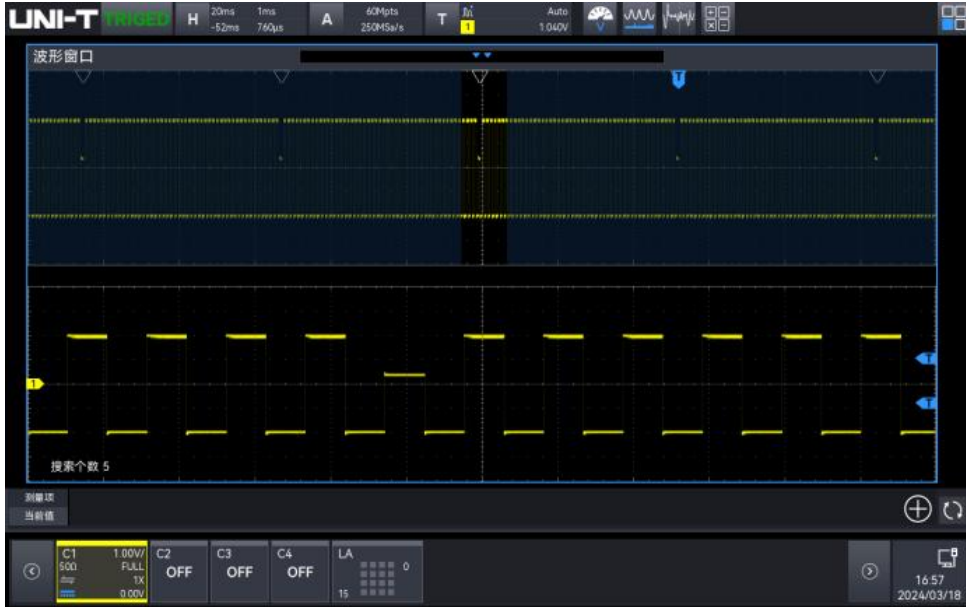 UNI-T TRIGED H 20ms 1ms A 60Mpts T 1 Auto
-52ms 760μs 250MSa/s 1.040V
波形窗口
T
T
1
T
搜索个数 5
测量项
当前值
C1 1.00V/ C2 C3 C4 LA
50Ω FULL OFF OFF OFF 0
1X
0.00V 15
16:57
2024/03/18